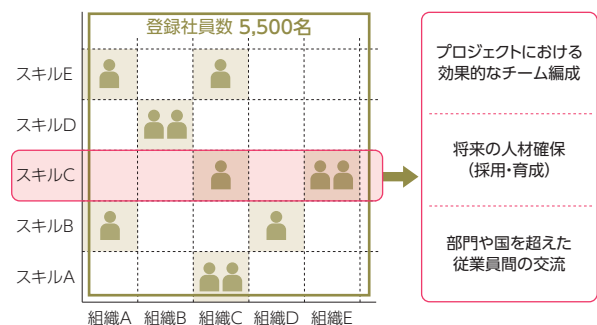 登録社員数 5,500名
スキルE
スキルD
スキルC
スキルB
スキルA
組織A 組織B 組織C 組織D 組織E
プロジェクトにおける
効果的なチーム編成
将来の人材確保
(採用・育成)
部門や国を超えた
従業員間の交流